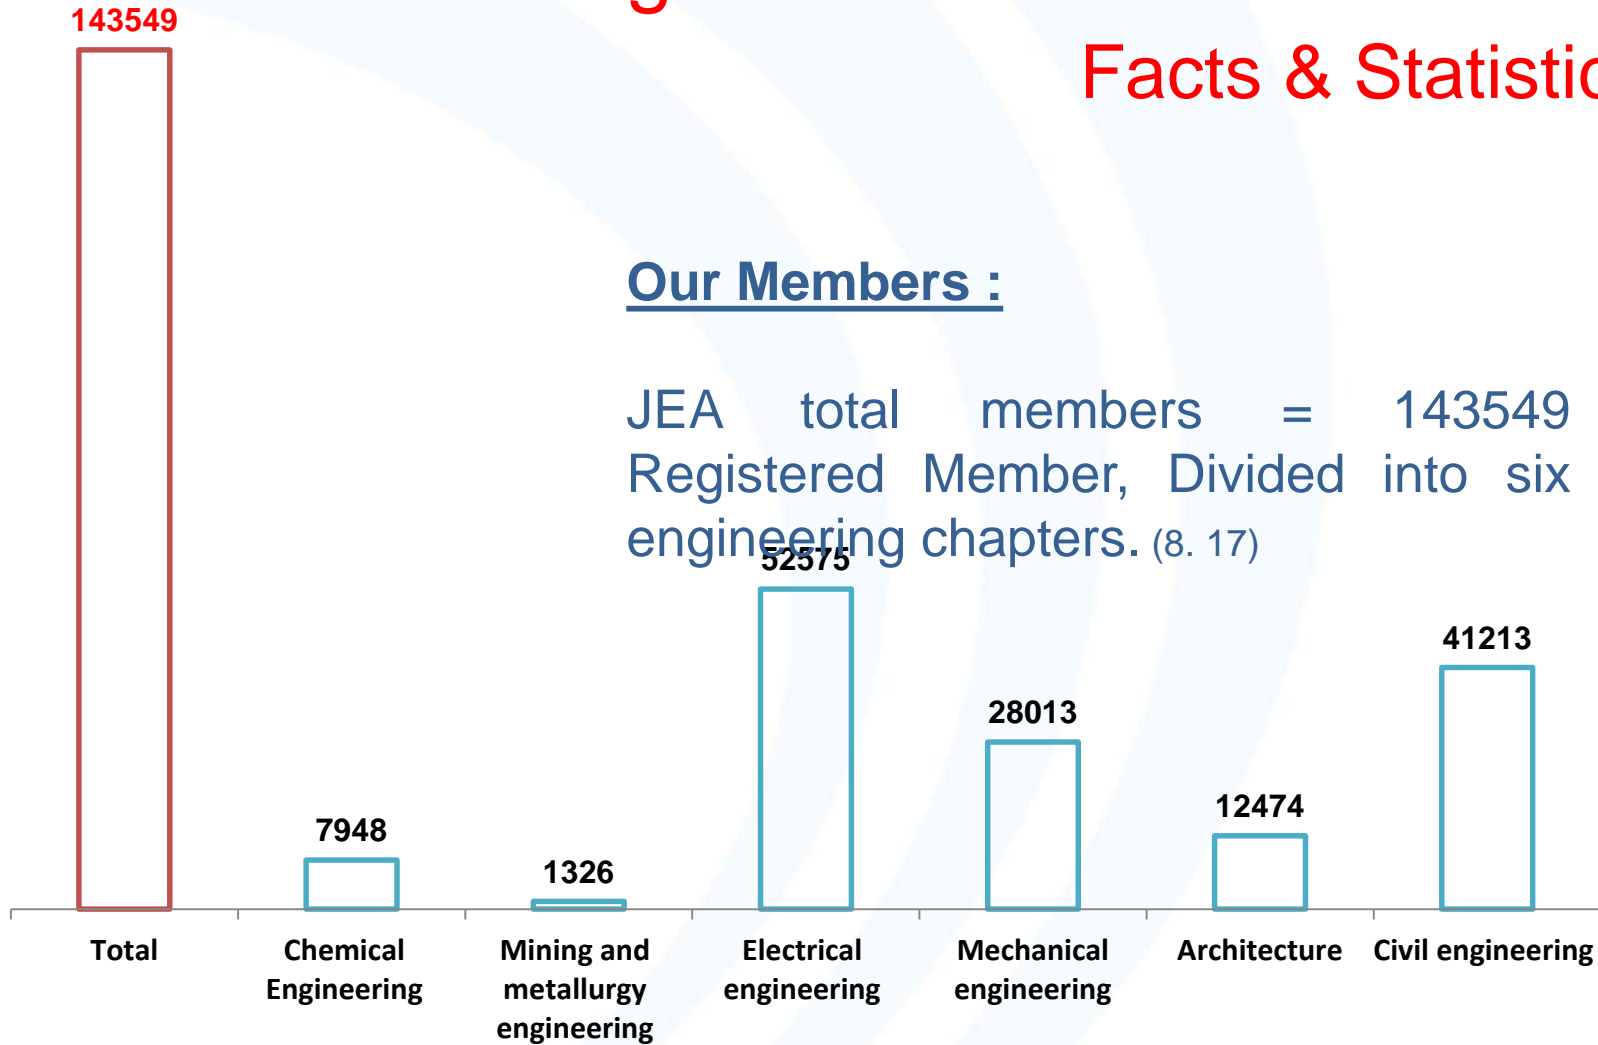 Facts & Statistic
143549
Our Members :
JEA total members = 143549
Registered Member, Divided into six
engineering chapters. (8. 17)
52575
41213
28013
12474
7948
1326
Total
Chemical
Engineering
Mining and
metallurgy
engineering
Electrical
engineering
Mechanical
engineering
Architecture
Civil engineering